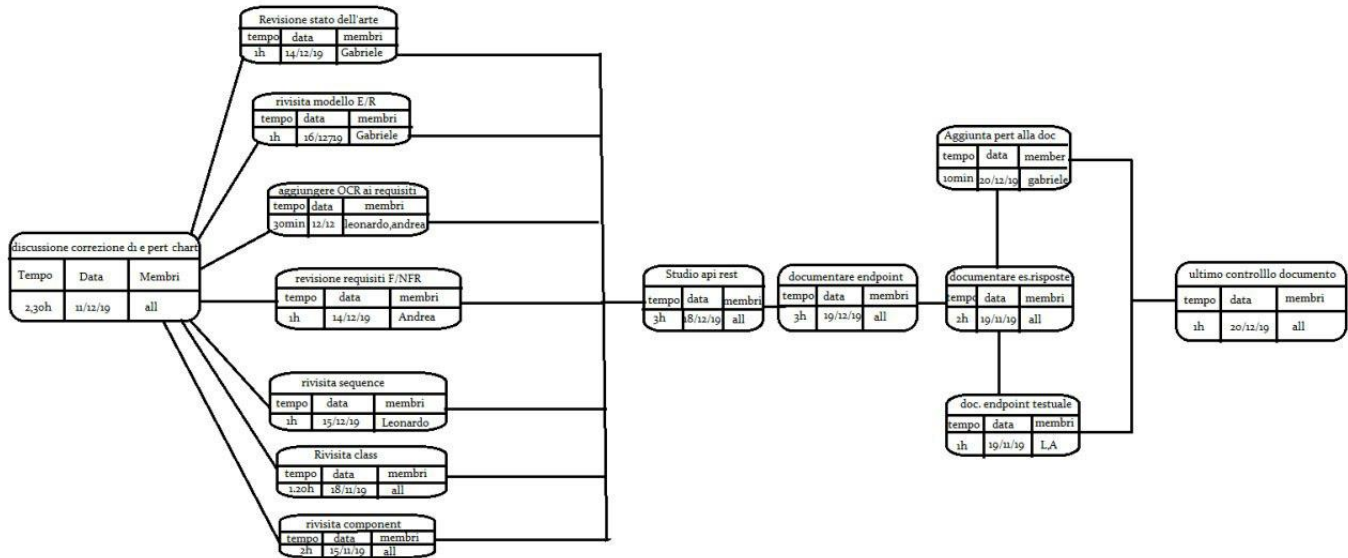 discussione correzione d1 e pert chart
Tempo Data Membri
2,30h 11/12/19 all
Revisione stato dell'arte
tempo data membri
1h 14/12/19 Gabriele
rivisita modello E/R
tempo data membri
1h 16/12719 Gabriele
aggiungere OCR ai requisiti
tempo data membri
30min 12/12 leonardo,andrea
revisione requisiti F/NFR
tempo data membri
1h 14/12/19 Andrea
rivisita sequence
tempo data membri
1h 15/12/19 Leonardo
Rivisita class
tempo data membri
1.20h 18/11/19 all
rivisita component
tempo data membri
2h 15/11/19 all
Studio api rest
tempo data membri
3h 18/12/19 all
documentare endpoint
tempo data membri
3h 19/12/19 all
Aggiunta pert alla doc
tempo data member
10min 20/12/19 gabriele
documentare es.risposte
tempo data membri
2h 19/11/19 all
doc. endpoint testuale
tempo data membri
1h 19/11/19 L,A
ultimo controlllo documento
tempo data membri
1h 20/12/19 all